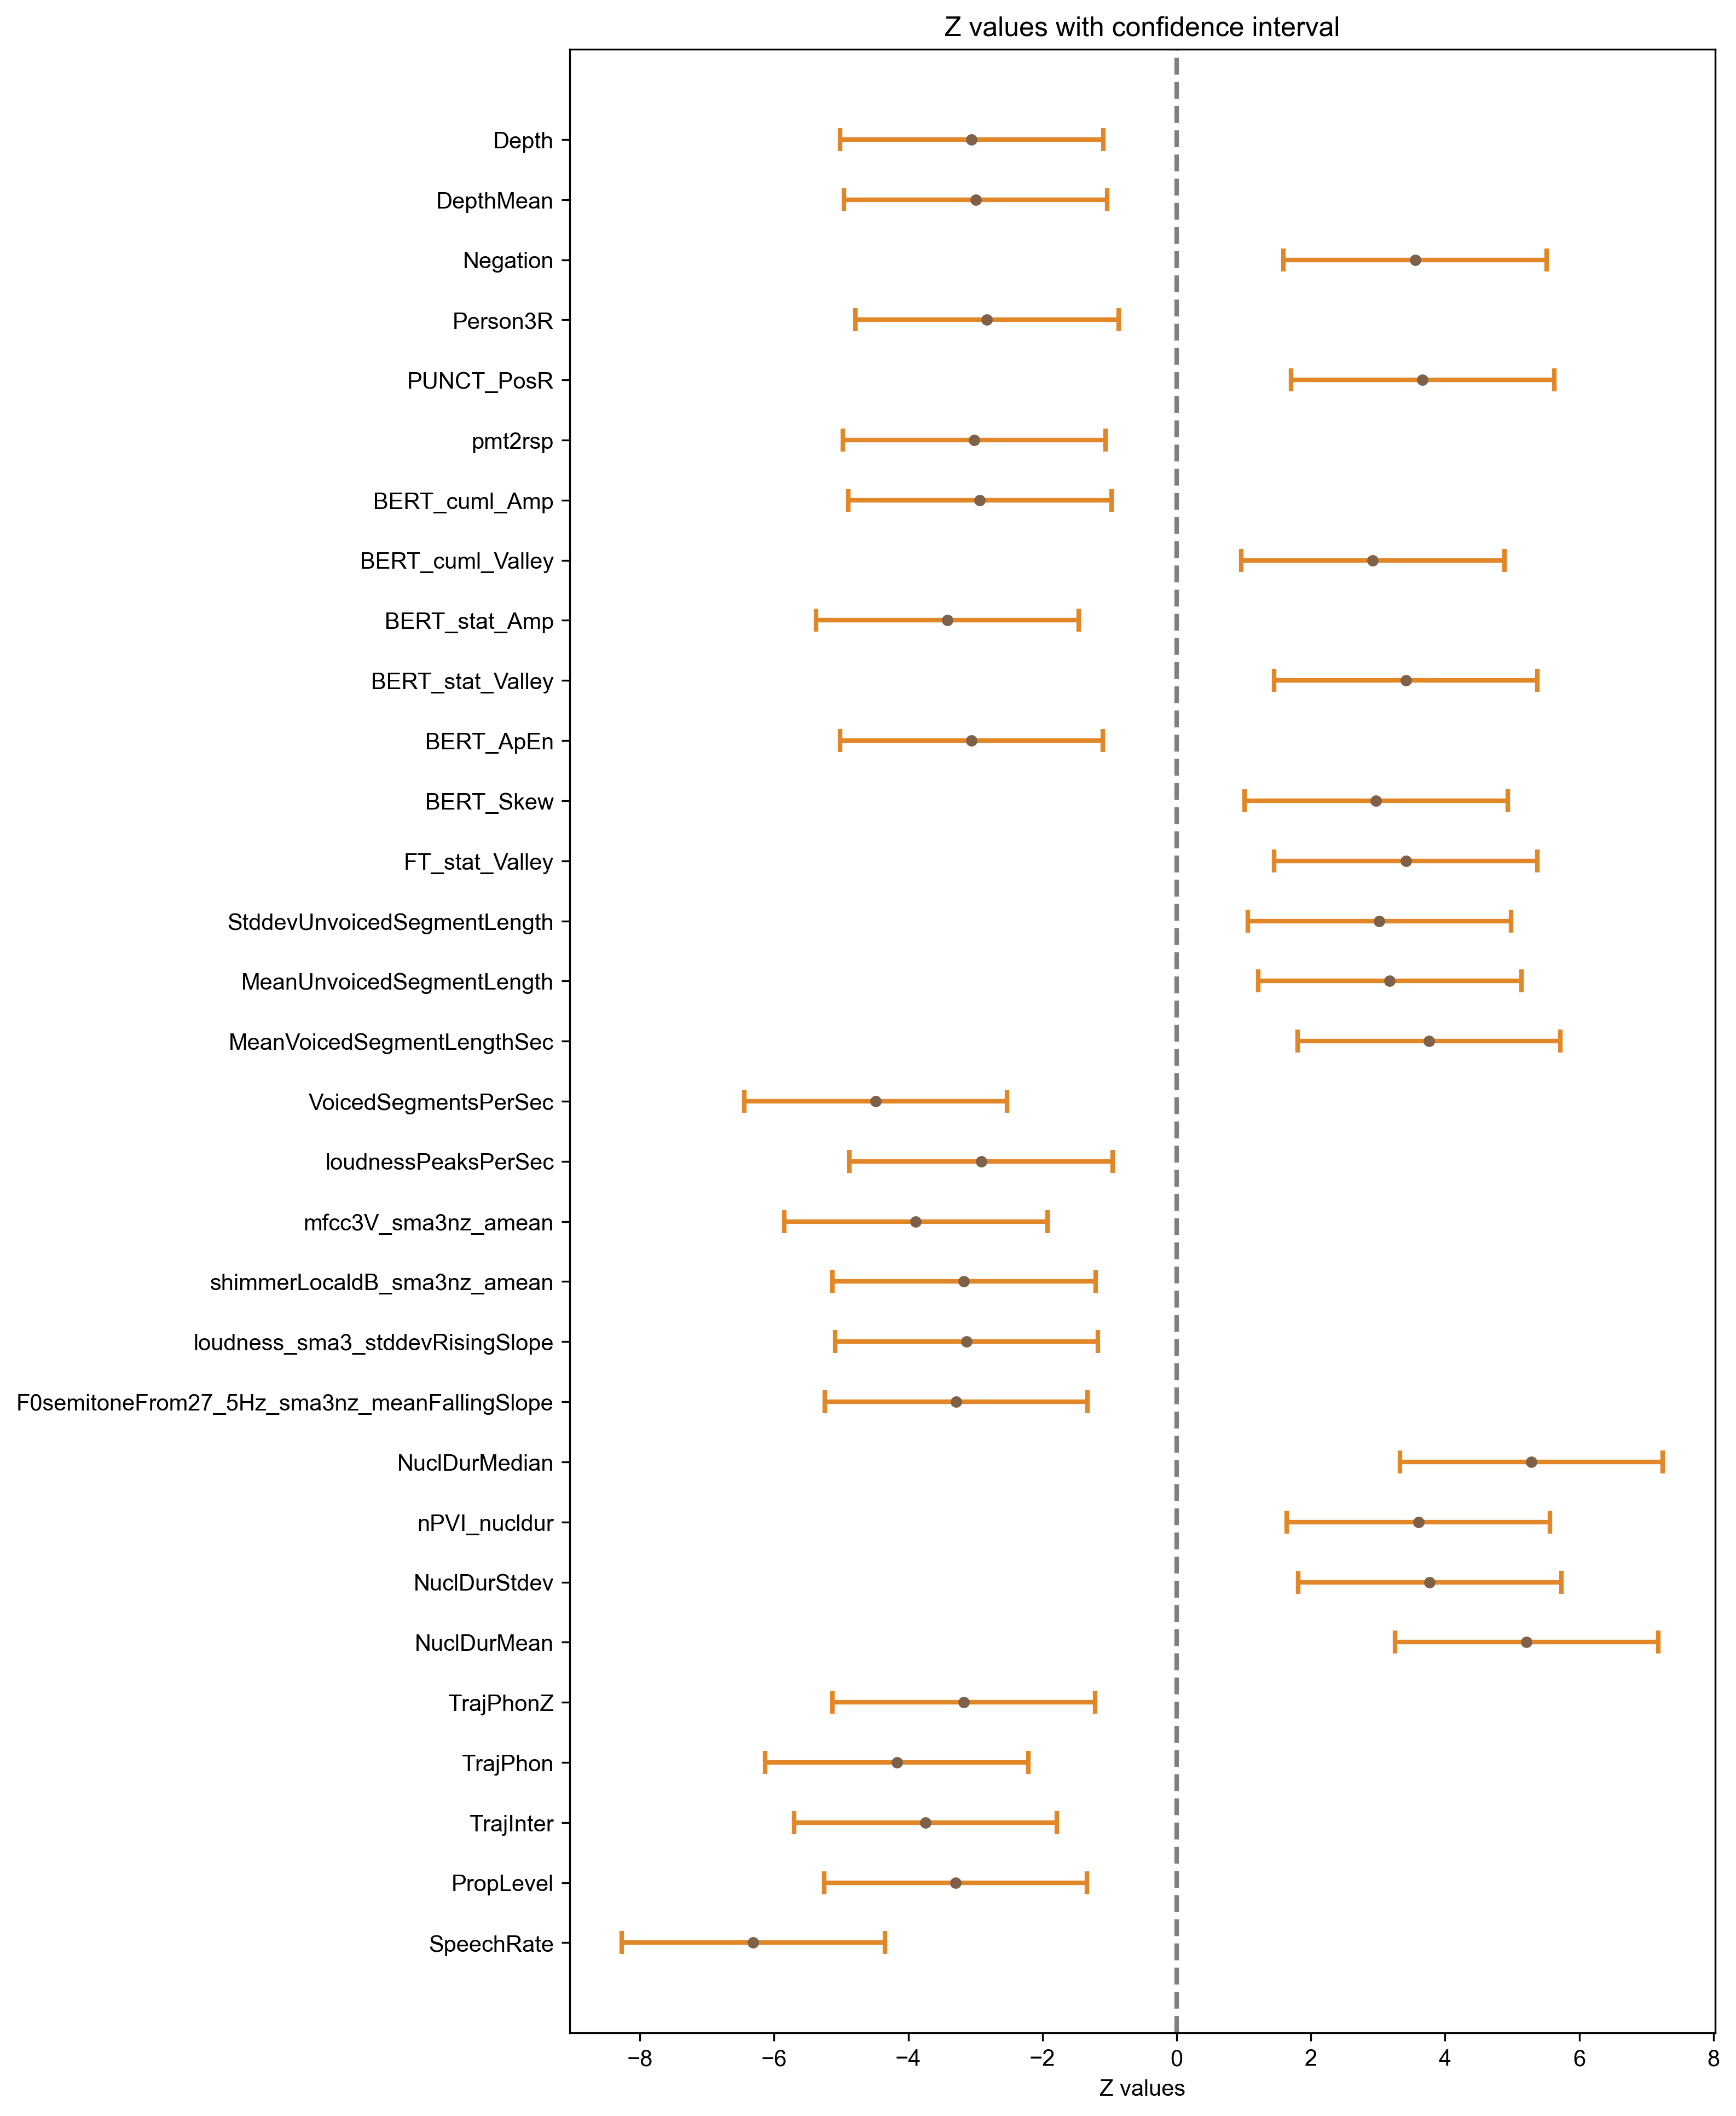 Z values with confidence interval
Depth
DepthMean
Negation
Person3R
PUNCT_PosR
pmt2rsp
BERT_cuml_Amp
BERT_cuml_Valley
BERT_stat_Amp
BERT_stat_Valley
BERT_ApEn
BERT_Skew
FT_stat_Valley
StddevUnvoicedSegmentLength
MeanUnvoicedSegmentLength
MeanVoicedSegmentLengthSec
VoicedSegmentsPerSec
loudnessPeaksPerSec
mfcc3V_sma3nz_amean
shimmerLocaldB_sma3nz_amean
loudness_sma3_stddevRisingSlope
F0semitoneFrom27_5Hz_sma3nz_meanFallingSlope
NuclDurMedian
nPVI_nucldur
NuclDurStdev
NuclDurMean
TrajPhonZ
TrajPhon
TrajInter
PropLevel
SpeechRate
−8 −6 −4 −2 0 2 4 6 8
Z values